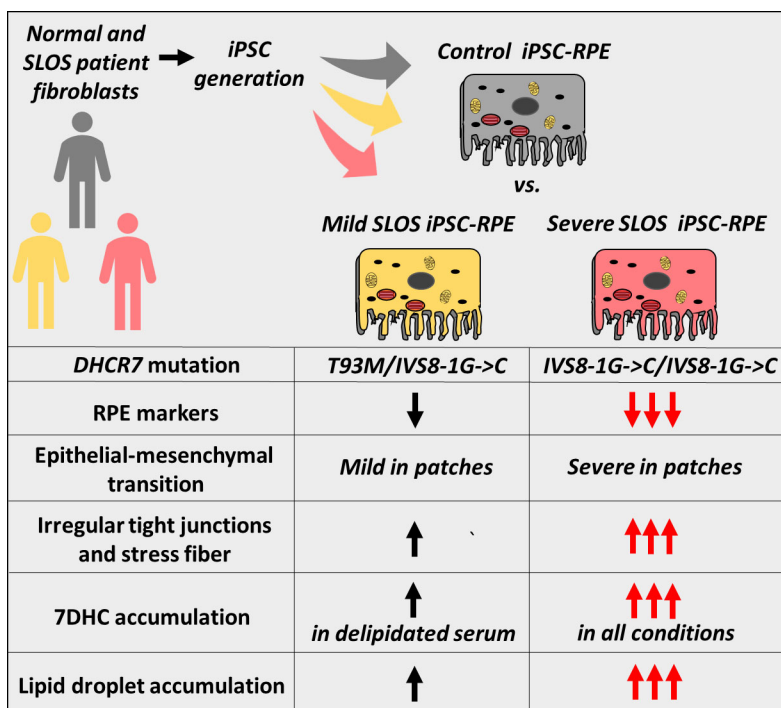 Normal and
SLOS patient
fibroblasts
iPSC
generation
Control iPSC-RPE
vs.
Mild SLOS iPSC-RPE
Severe SLOS iPSC-RPE
DHCR7 mutation
T93M/IVS8-1G->C
IVS8-1G->C/IVS8-1G->C
RPE markers
Epithelial-mesenchymal
transition
Mild in patches
Severe in patches
Irregular tight junctions
and stress fiber
7DHC accumulation
in delipidated serum
in all conditions
Lipid droplet accumulation